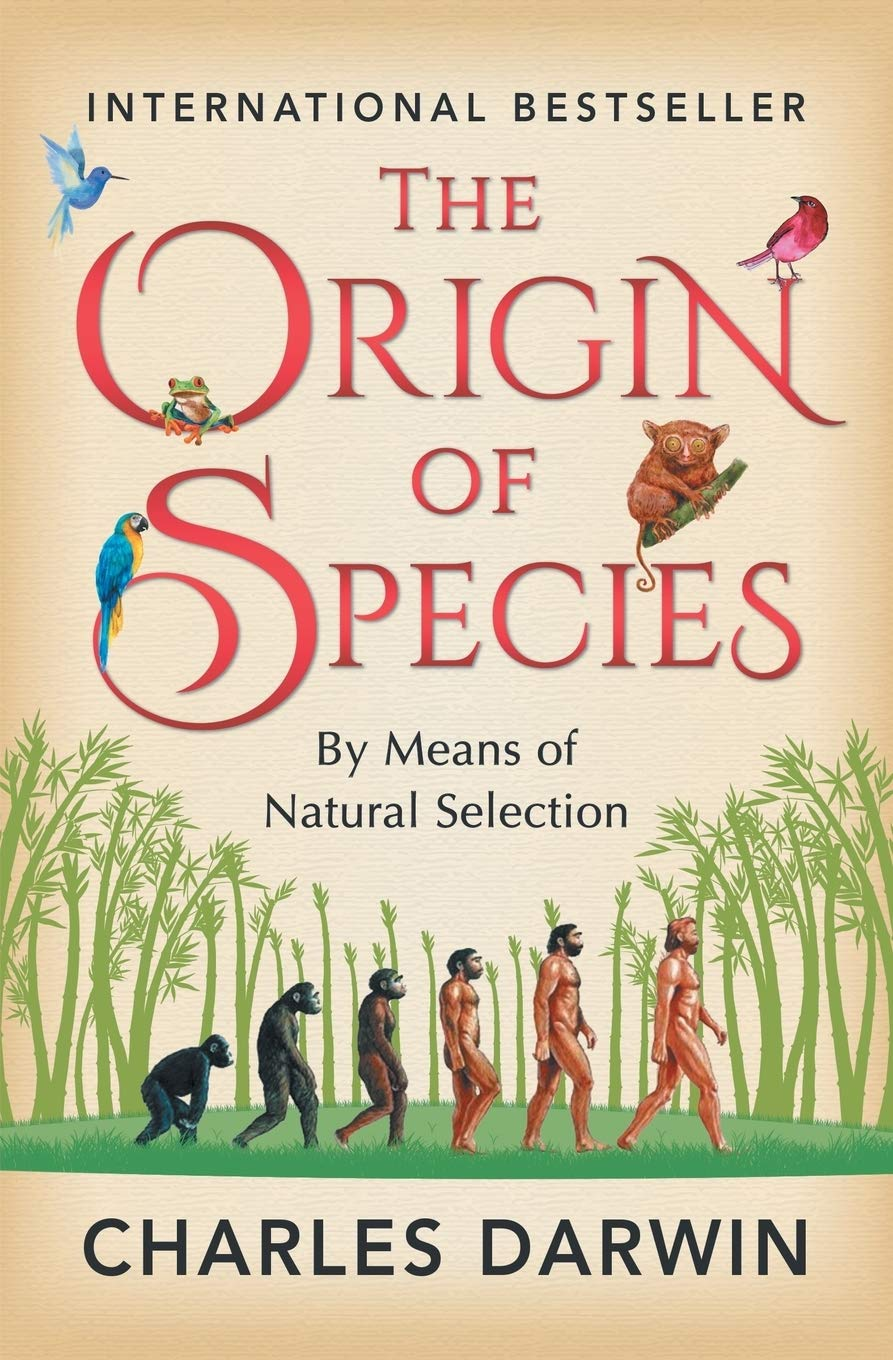 INTERNATIONAL BESTSELLER
THE
ORIGIN
OF
SPECIES
By Means of
Natural Selection
CHARLES DARWIN